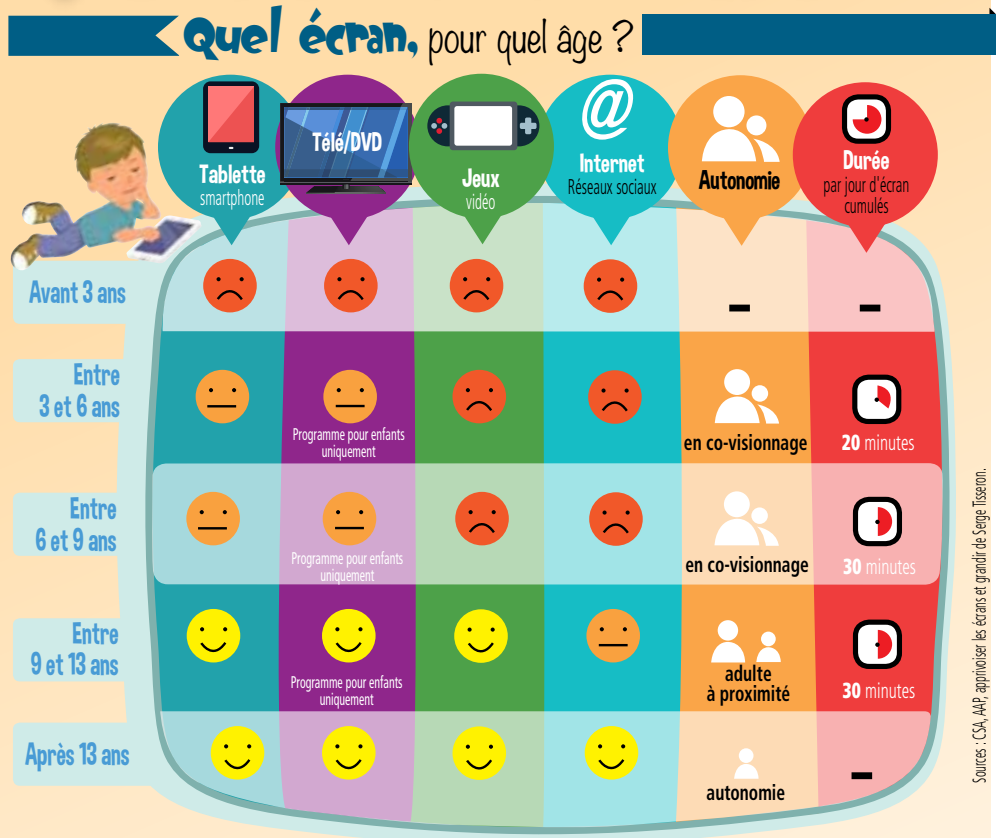 Quel écran, pour quel âge ?
Tablette
smartphone
Télé/DVD
Jeux
vidéo
@
Internet
Réseaux sociaux
Autonomie
Durée
par jour d'écran
cumulés
Avant 3 ans
-
-
Entre
3 et 6 ans
Programme pour enfants
uniquement
en co-visionnage
20 minutes
Entre
6 et 9 ans
Programme pour enfants
uniquement
en co-visionnage
30 minutes
Entre
9 et 13 ans
Programme pour enfants
uniquement
adulte
à proximité
30 minutes
Après 13 ans
autonomie
-
Sources : CSA, AAP, apprivoiser les écrans et grandir de Serge Tisseron.